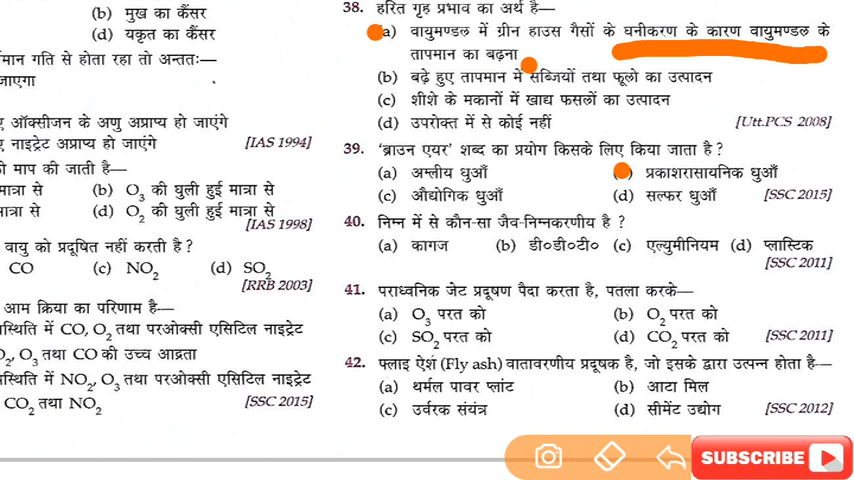 (b) मुख का कैंसर
(d) यकृत का कैंसर
र्मान गति से होता रहा तो अन्ततः—
जाएगा
ए ऑक्सीजन के अणु अप्राप्य हो जाएंगे
ए नाइट्रेट अप्राप्य हो जाएंगे [IAS 1994]
की माप की जाती है—
मात्रा से (b) O3 की घुली हुई मात्रा से
मात्रा से (d) O2 की घुली हुई मात्रा से
[IAS 1998]
वायु को प्रदूषित नहीं करती है ?
CO (c) NO2 (d) SO2
[RRB 2003]
आम क्रिया का परिणाम है—
स्थिति में CO, O2 तथा परओक्सी एसिटिल नाइट्रेट
O2, O3 तथा CO की उच्च आद्रता
स्थिति में NO2, O3 तथा परओक्सी एसिटिल नाइट्रेट
CO2 तथा NO2 [SSC 2015]
38. हरित गृह प्रभाव का अर्थ है—
(a) वायुमण्डल में ग्रीन हाउस गैसों के घनीकरण के कारण वायुमण्डल के
तापमान का बढ़ना
(b) बढ़े हुए तापमान में सब्जियों तथा फूलो का उत्पादन
(c) शीशे के मकानों में खाद्य फसलों का उत्पादन
(d) उपरोक्त में से कोई नहीं [Utt.PCS 2008]
39. ‘ब्राउन एयर’ शब्द का प्रयोग किसके लिए किया जाता है ?
(a) अम्लीय धुआँ प्रकाशरासायनिक धुआँ
(c) औद्योगिक धुआँ (d) सल्फर धुआँ [SSC 2015]
40. निम्न में से कौन-सा जैव-निम्नकरणीय है ?
(a) कागज (b) डी०डी०टी० (c) एल्युमीनियम (d) प्लास्टिक
[SSC 2011]
41. पराध्वनिक जेट प्रदूषण पैदा करता है, पतला करके—
(a) O3 परत को (b) O2 परत को
(c) SO2 परत को (d) CO2 परत को [SSC 2011]
42. फ्लाइ ऐश (Fly ash) वातावरणीय प्रदूषक है, जो इसके द्वारा उत्पन्न होता है—
(a) थर्मल पावर प्लांट (b) आटा मिल
(c) उर्वरक संयंत्र (d) सीमेंट उद्योग [SSC 2012]
SUBSCRIBE